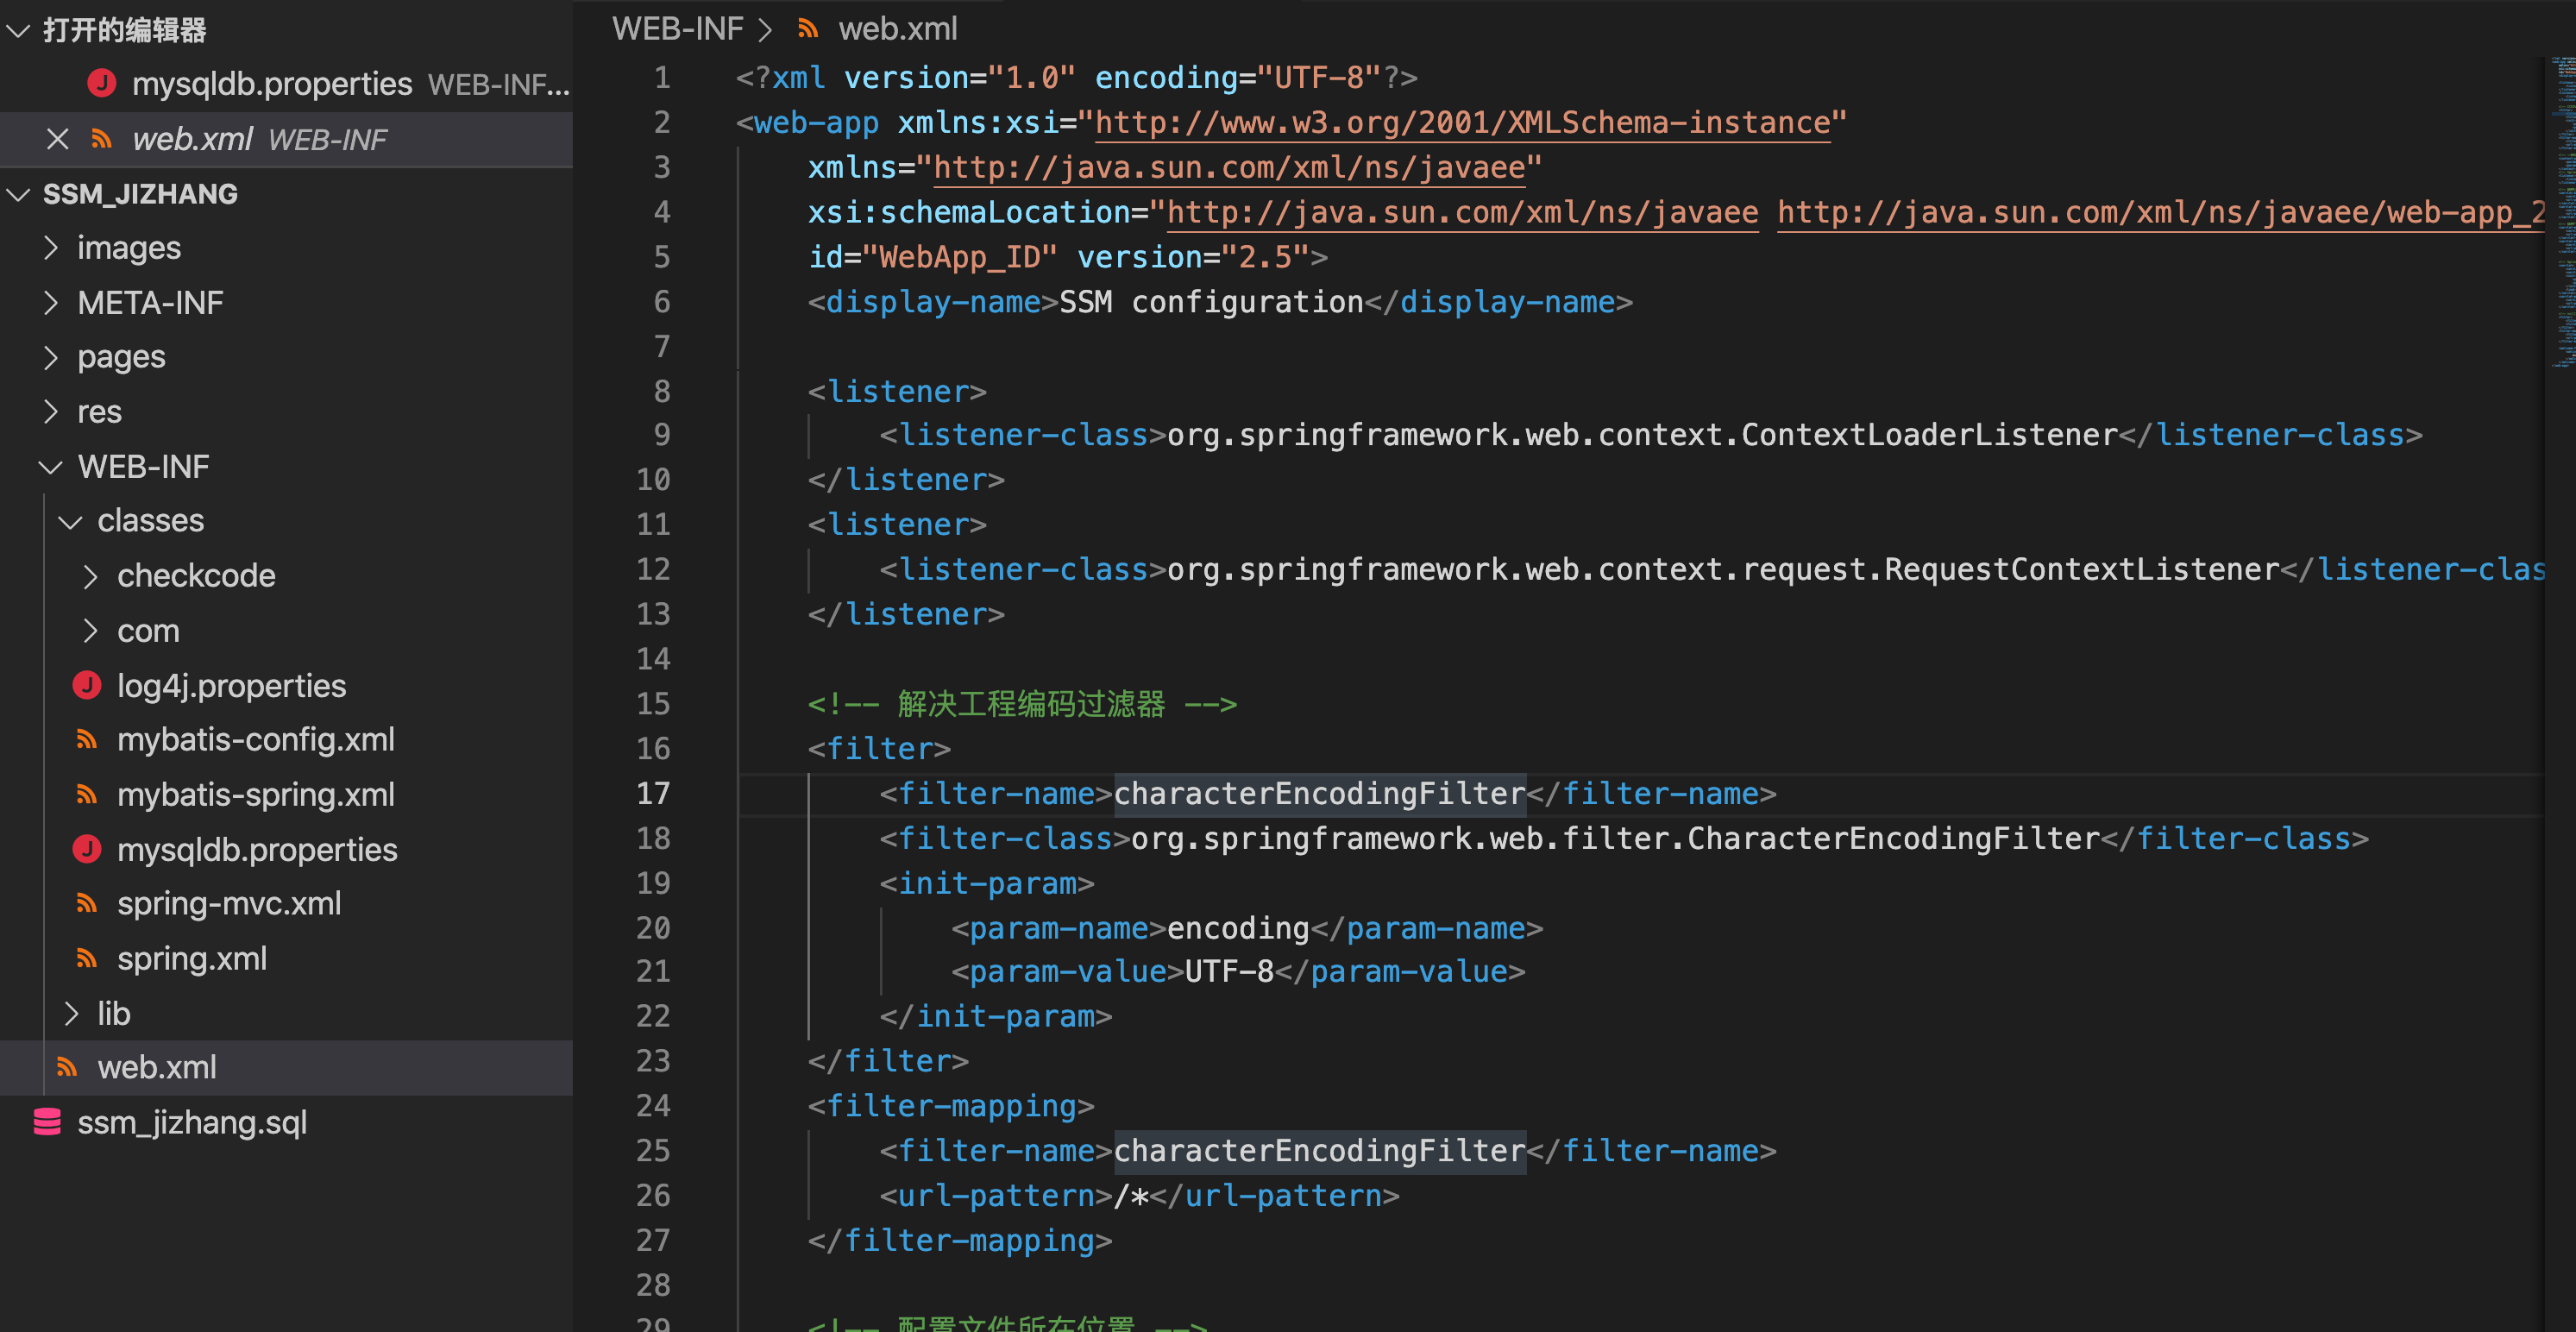 打开的编辑器
mysqldb.properties WEB-INF...
web.xml WEB-INF
SSM_JIZHANG
images
META-INF
pages
res
WEB-INF
classes
checkcode
com
log4j.properties
mybatis-config.xml
mybatis-spring.xml
mysqldb.properties
spring-mvc.xml
spring.xml
lib
web.xml
ssm_jizhang.sql
WEB-INF > web.xml
1 <?xml version="1.0" encoding="UTF-8"?>
2 <web-app xmlns:xsi="http://www.w3.org/2001/XMLSchema-instance"
3 xmlns="http://java.sun.com/xml/ns/javaee"
4 xsi:schemaLocation="http://java.sun.com/xml/ns/javaee http://java.sun.com/xml/ns/javaee/web-app_2
5 id="WebApp_ID" version="2.5">
6 <display-name>SSM configuration</display-name>
7
8 <listener>
9 <listener-class>org.springframework.web.context.ContextLoaderListener</listener-class>
10 </listener>
11 <listener>
12 <listener-class>org.springframework.web.context.request.RequestContextListener</listener-clas
13 </listener>
14
15 <!-- 解决工程编码过滤器 -->
16 <filter>
17 <filter-name>characterEncodingFilter</filter-name>
18 <filter-class>org.springframework.web.filter.CharacterEncodingFilter</filter-class>
19 <init-param>
20 <param-name>encoding</param-name>
21 <param-value>UTF-8</param-value>
22 </init-param>
23 </filter>
24 <filter-mapping>
25 <filter-name>characterEncodingFilter</filter-name>
26 <url-pattern>/*</url-pattern>
27 </filter-mapping>
28
29 <!-- 配置文件所在位置 -->